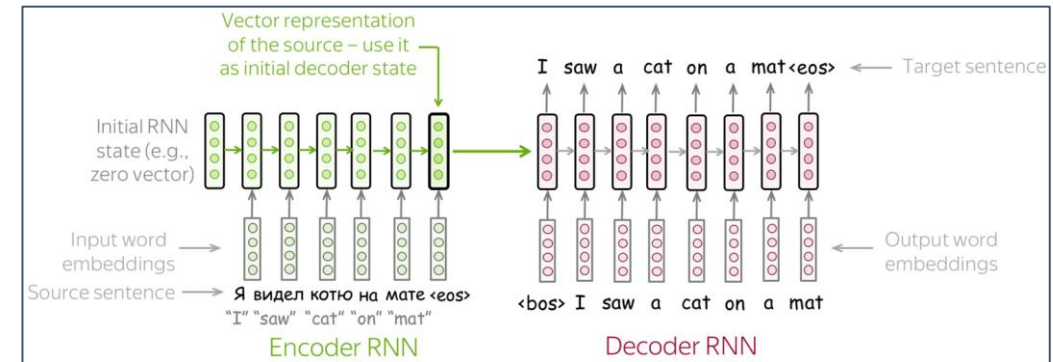 Vector representation
of the source – use it
as initial decoder state
I saw a cat on a mat <eos>
Target sentence
Initial RNN
state (e.g.,
zero vector)
Input word
embeddings
Output word
embeddings
Source sentence
Я видел котю на мате <eos>
"I" "saw" "cat" "on" "mat"
<bos> I saw a cat on a mat
Encoder RNN
Decoder RNN